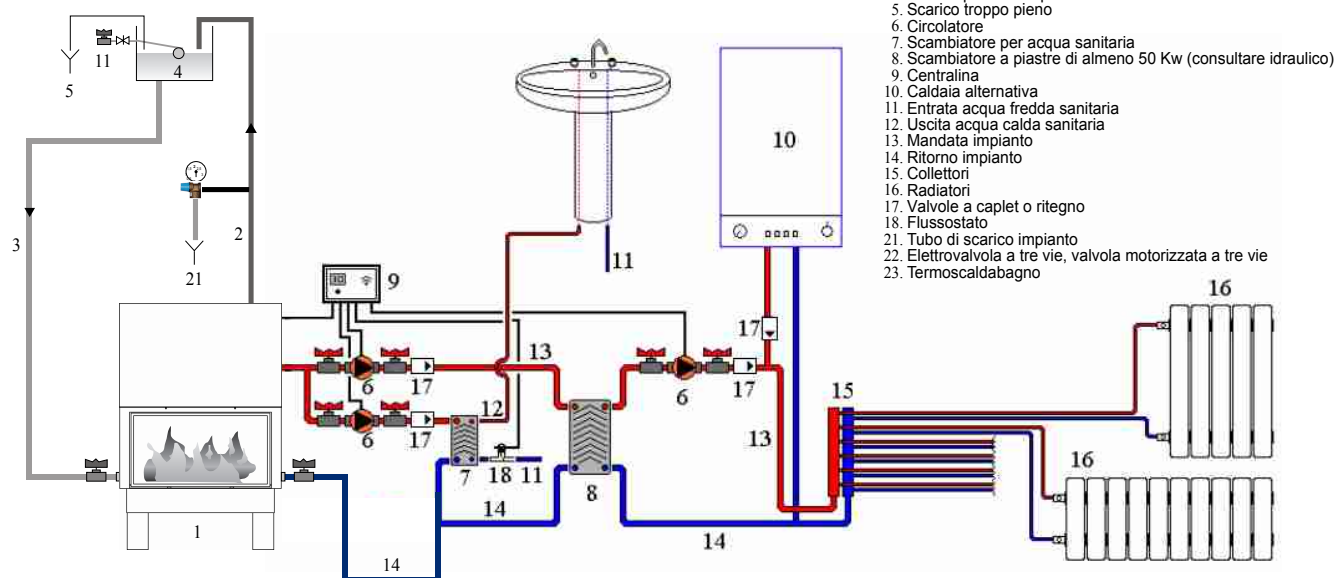 5. Scarico troppo pieno
6. Circolatore
7. Scambiatore per acqua sanitaria
8. Scambiatore a piastre di almeno 50 Kw (consultare idraulico)
9. Centralina
10. Caldaia alternativa
11. Entrata acqua fredda sanitaria
12. Uscita acqua calda sanitaria
13. Mandata impianto
14. Ritorno impianto
15. Collettori
16. Radiatori
17. Valvole a caplet o ritegno
18. Flussostato
21. Tubo di scarico impianto
22. Elettrovalvola a tre vie, valvola motorizzata a tre vie
23. Termoscaldabagno
11
4
5
10
3
2
21
11
9
16
17
13
6
17
6
17
15
12
13
6
17
7
18
11
8
16
14
14
1
14